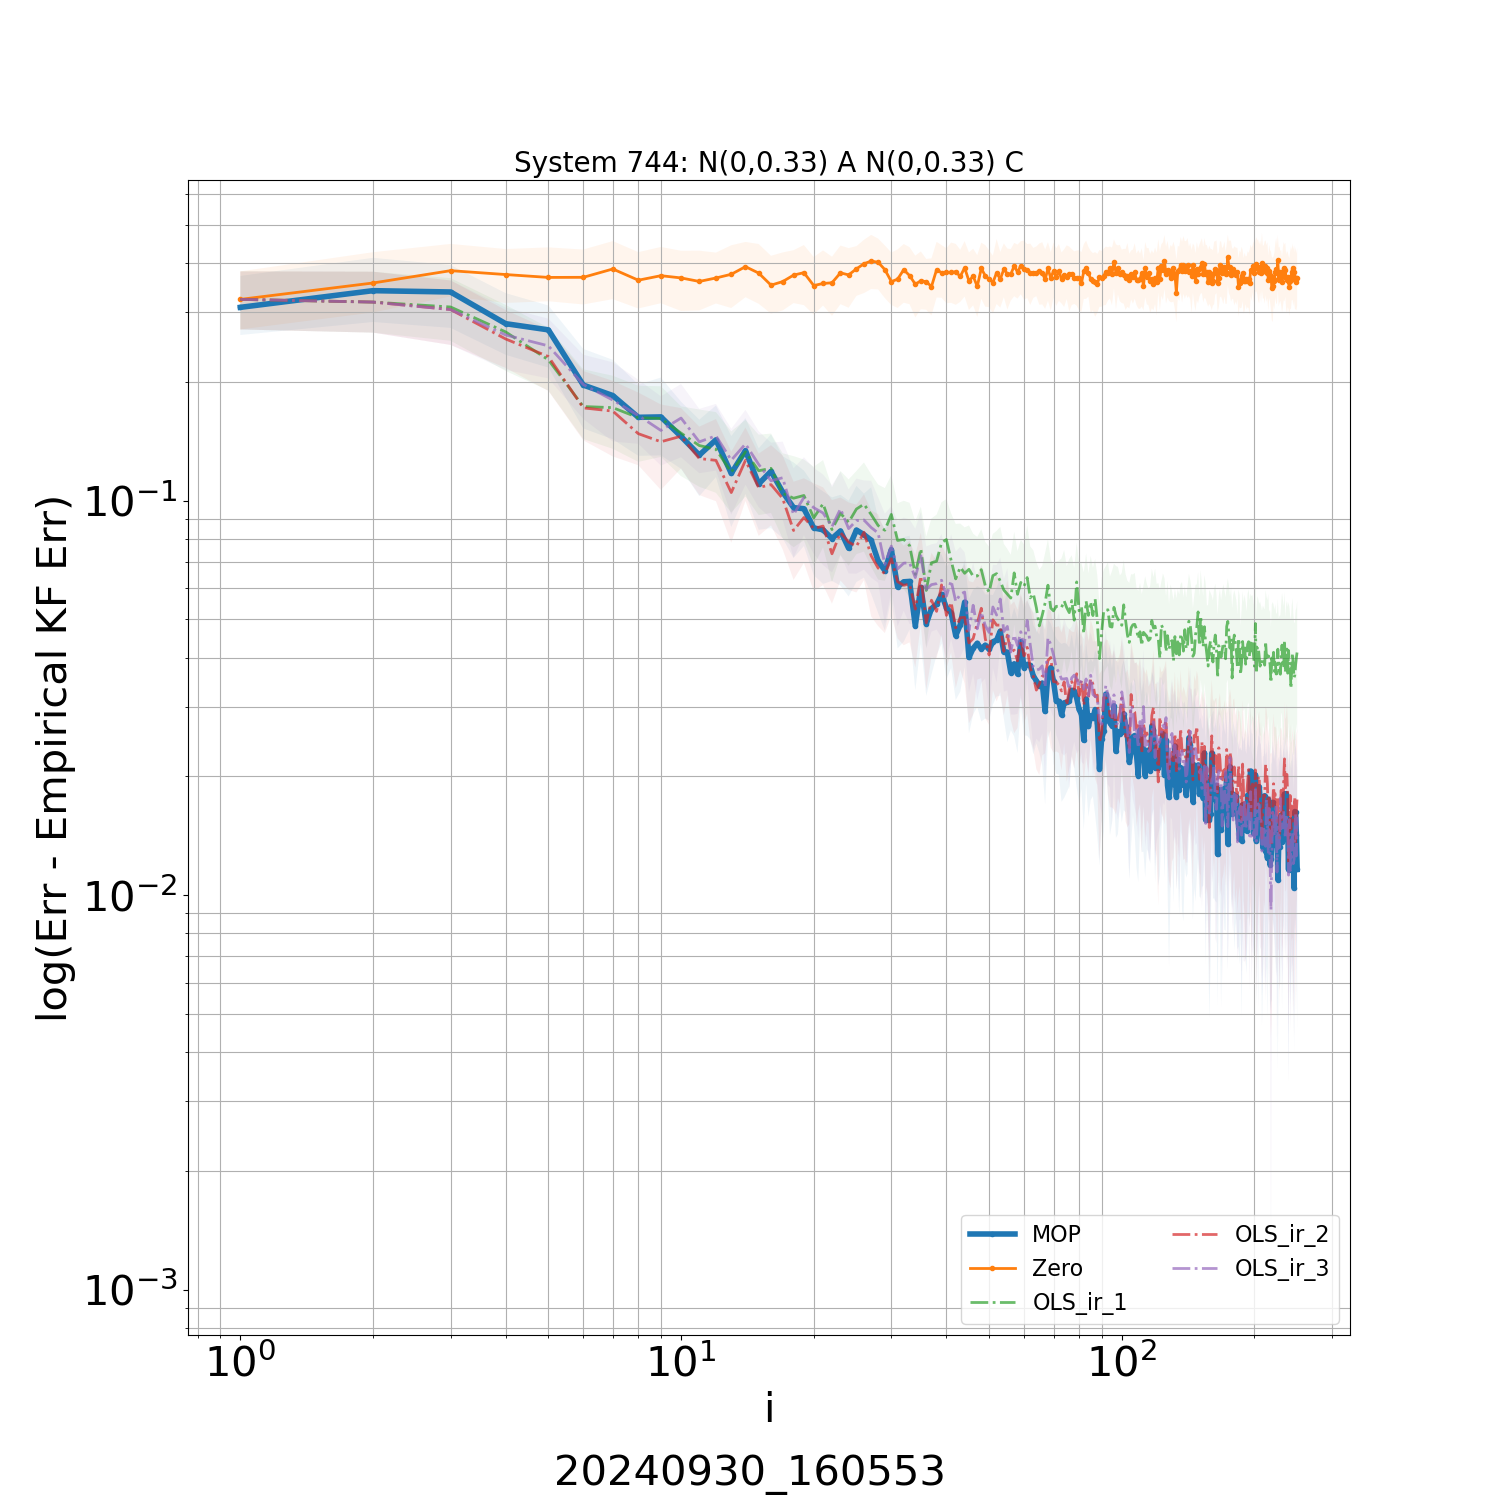 System 744: N(0,0.33) A N(0,0.33) C
log(Err - Empirical KF Err)
10⁻¹
10⁻²
10⁻³
MOP
Zero
OLS_ir_1
OLS_ir_2
OLS_ir_3
10⁰ 10¹ 10²
i
20240930_160553